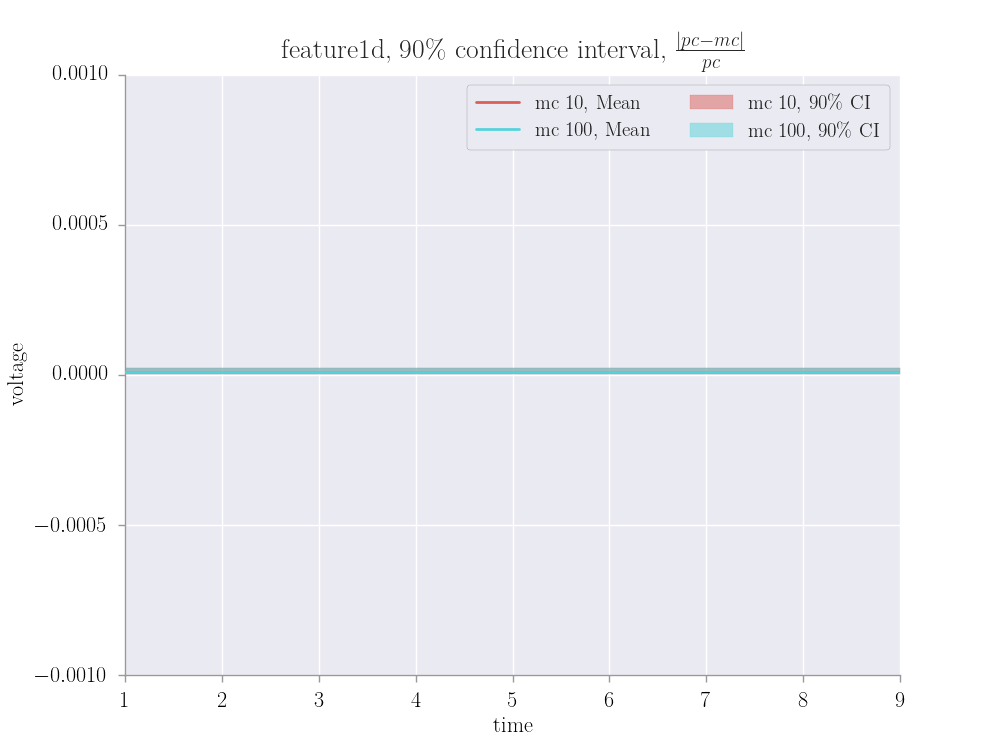 feature1d, 90% confidence interval, |pc−mc|/pc
0.0010
mc 10, Mean
mc 10, 90% CI
mc 100, Mean
mc 100, 90% CI
0.0005
voltage
0.0000
−0.0005
−0.0010
1 2 3 4 5 6 7 8 9
time